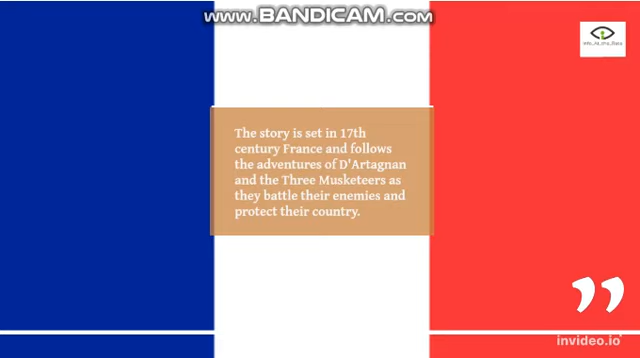 www.BANDICAM.com
The story is set in 17th
century France and follows
the adventures of D'Artagnan
and the Three Musketeers as
they battle their enemies and
protect their country.
”
invideo.io